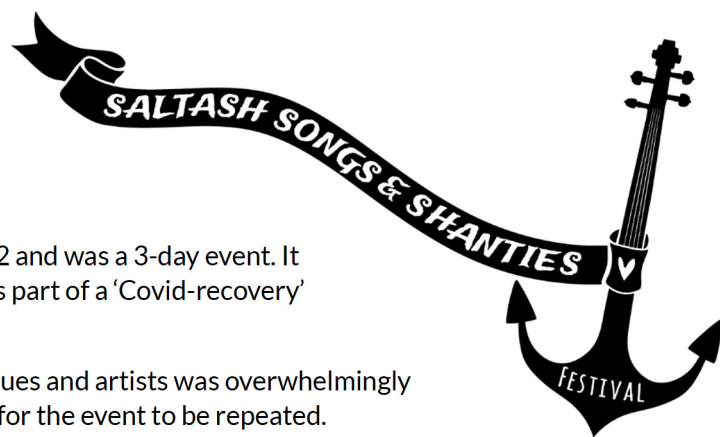 SALTASH SONGS & SHANTIES
FESTIVAL
2 and was a 3-day event. It
s part of a ‘Covid-recovery’
ues and artists was overwhelmingly
for the event to be repeated.